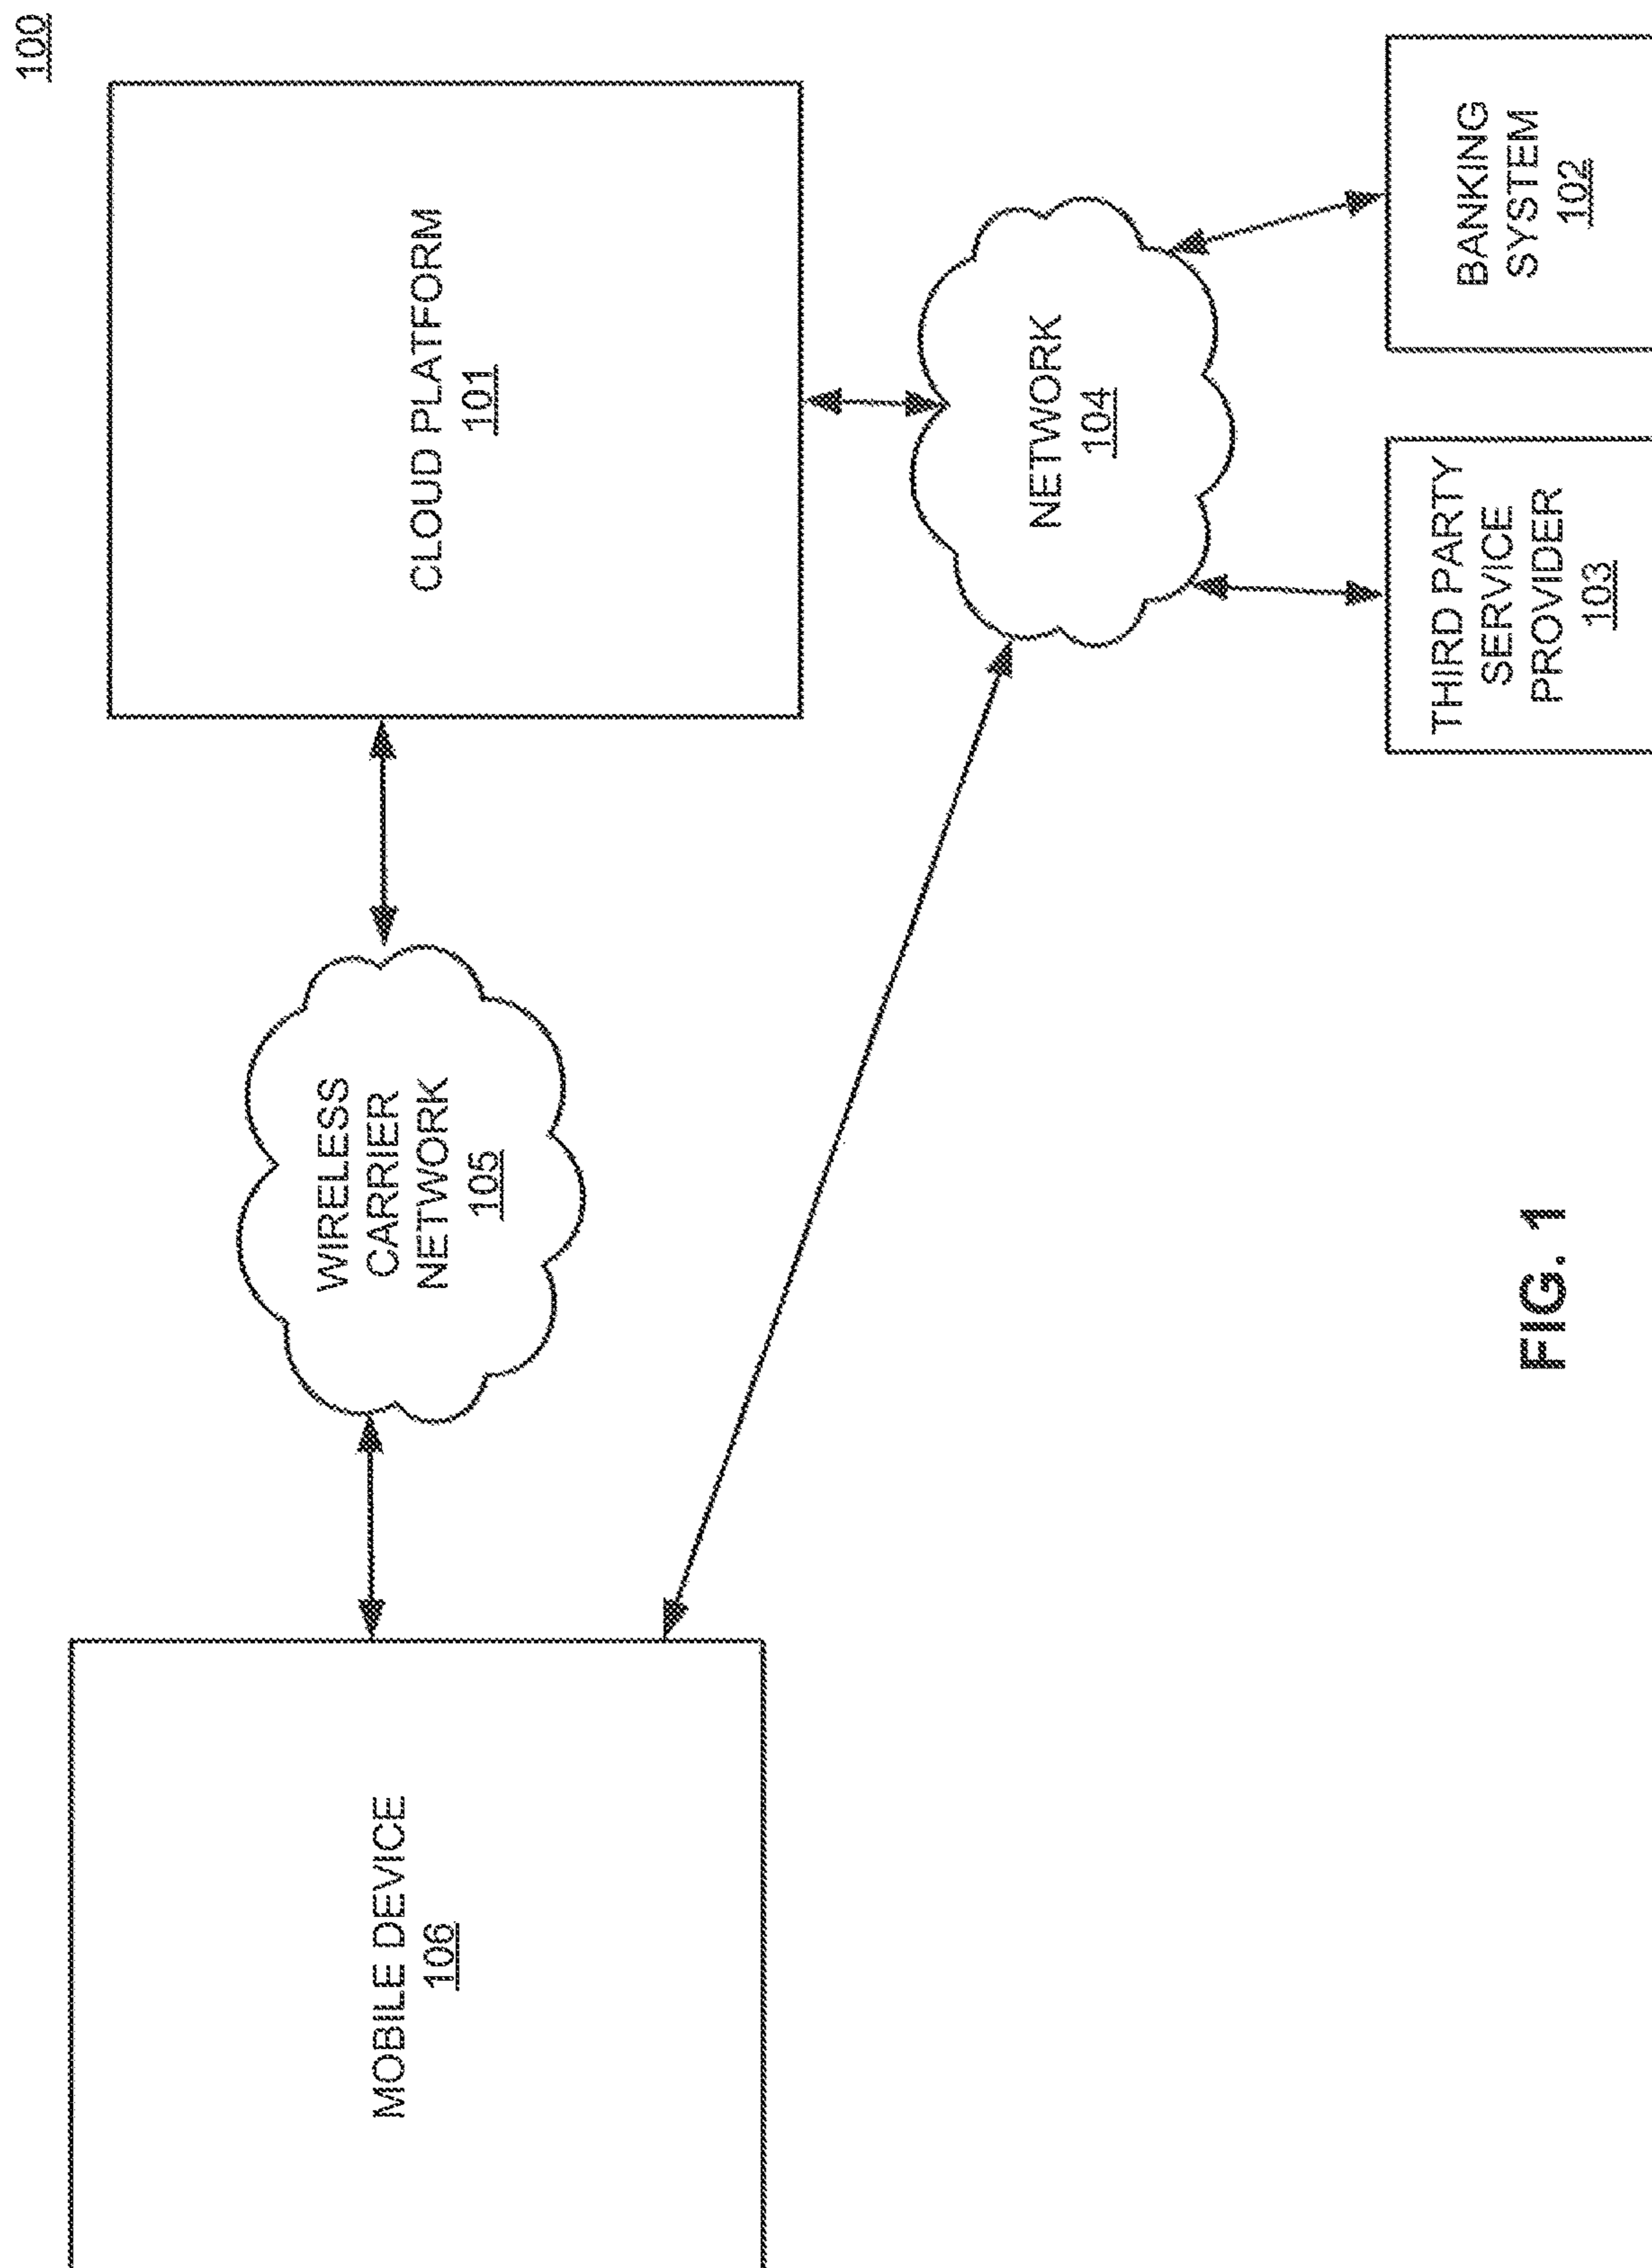 100
MOBILE DEVICE
106
WIRELESS
CARRIER
NETWORK
105
CLOUD PLATFORM
101
NETWORK
104
THIRD PARTY
SERVICE
PROVIDER
103
BANKING
SYSTEM
102
FIG. 1